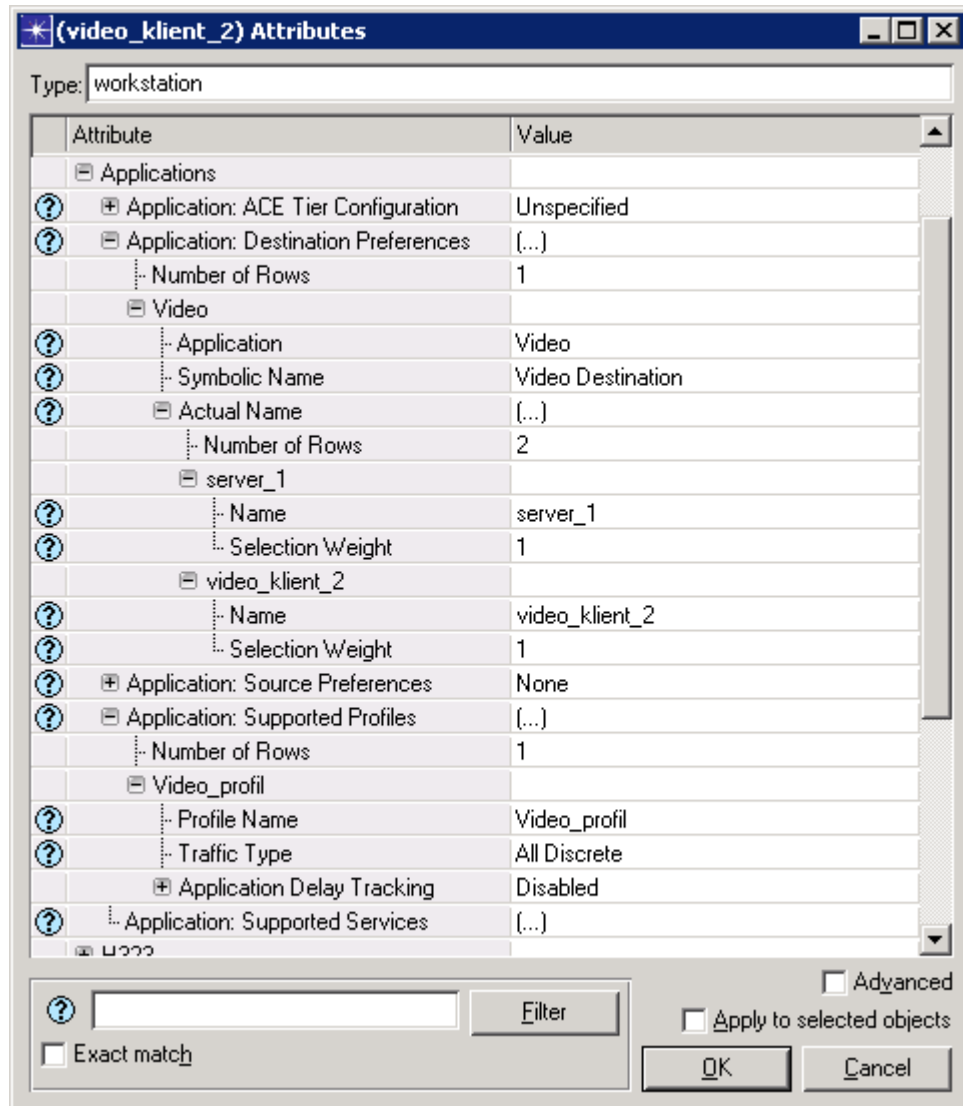 (video_klient_2) Attributes
Type: workstation
Attribute Value
Applications
Application: ACE Tier Configuration Unspecified
Application: Destination Preferences (...)
Number of Rows 1
Video
Application Video
Symbolic Name Video Destination
Actual Name (...)
Number of Rows 2
server_1
Name server_1
Selection Weight 1
video_klient_2
Name video_klient_2
Selection Weight 1
Application: Source Preferences None
Application: Supported Profiles (...)
Number of Rows 1
Video_profil
Profile Name Video_profil
Traffic Type All Discrete
Application Delay Tracking Disabled
Application: Supported Services (...)
Advanced
Filter
Apply to selected objects
Exact match
OK Cancel